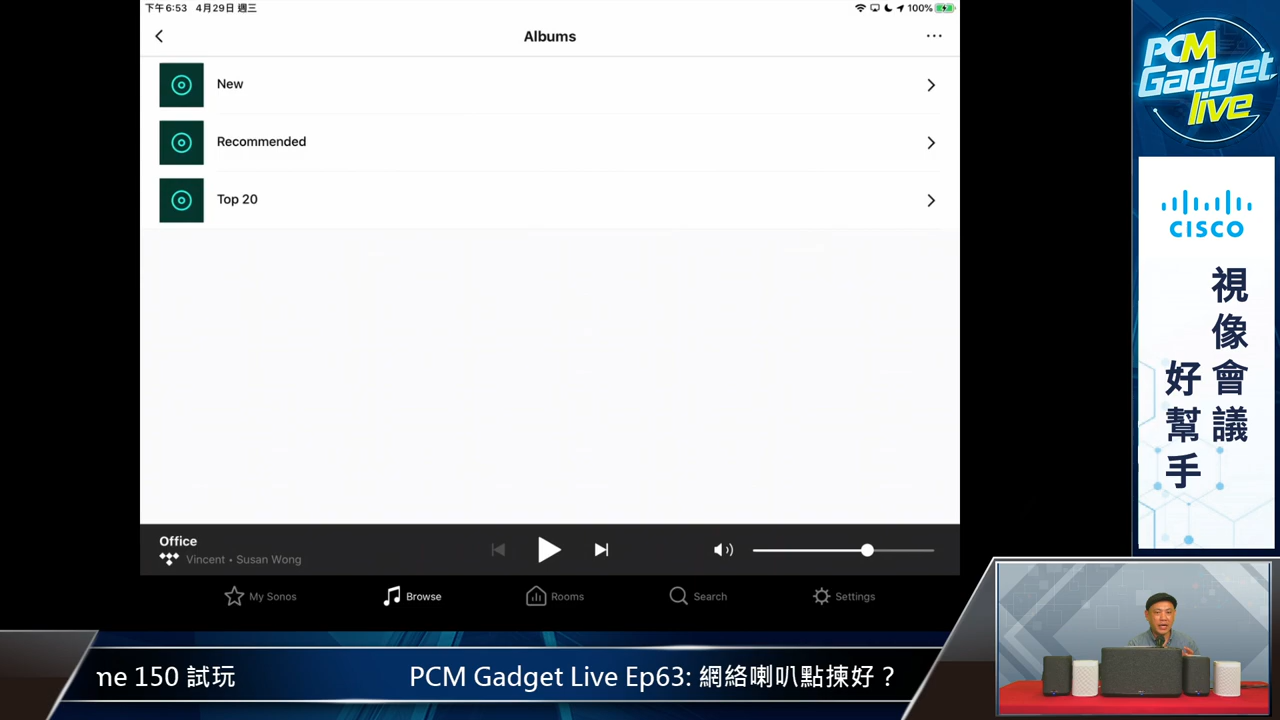 下午6:53 4月29日 週三
100%
Albums
New
Recommended
Top 20
Office
Vincent • Susan Wong
My Sonos
Browse
Rooms
Search
Settings
PCM
Gadget
live
CISCO
視像會議
好幫手
me 150 試玩
PCM Gadget Live Ep63: 網絡喇叭點揀好？